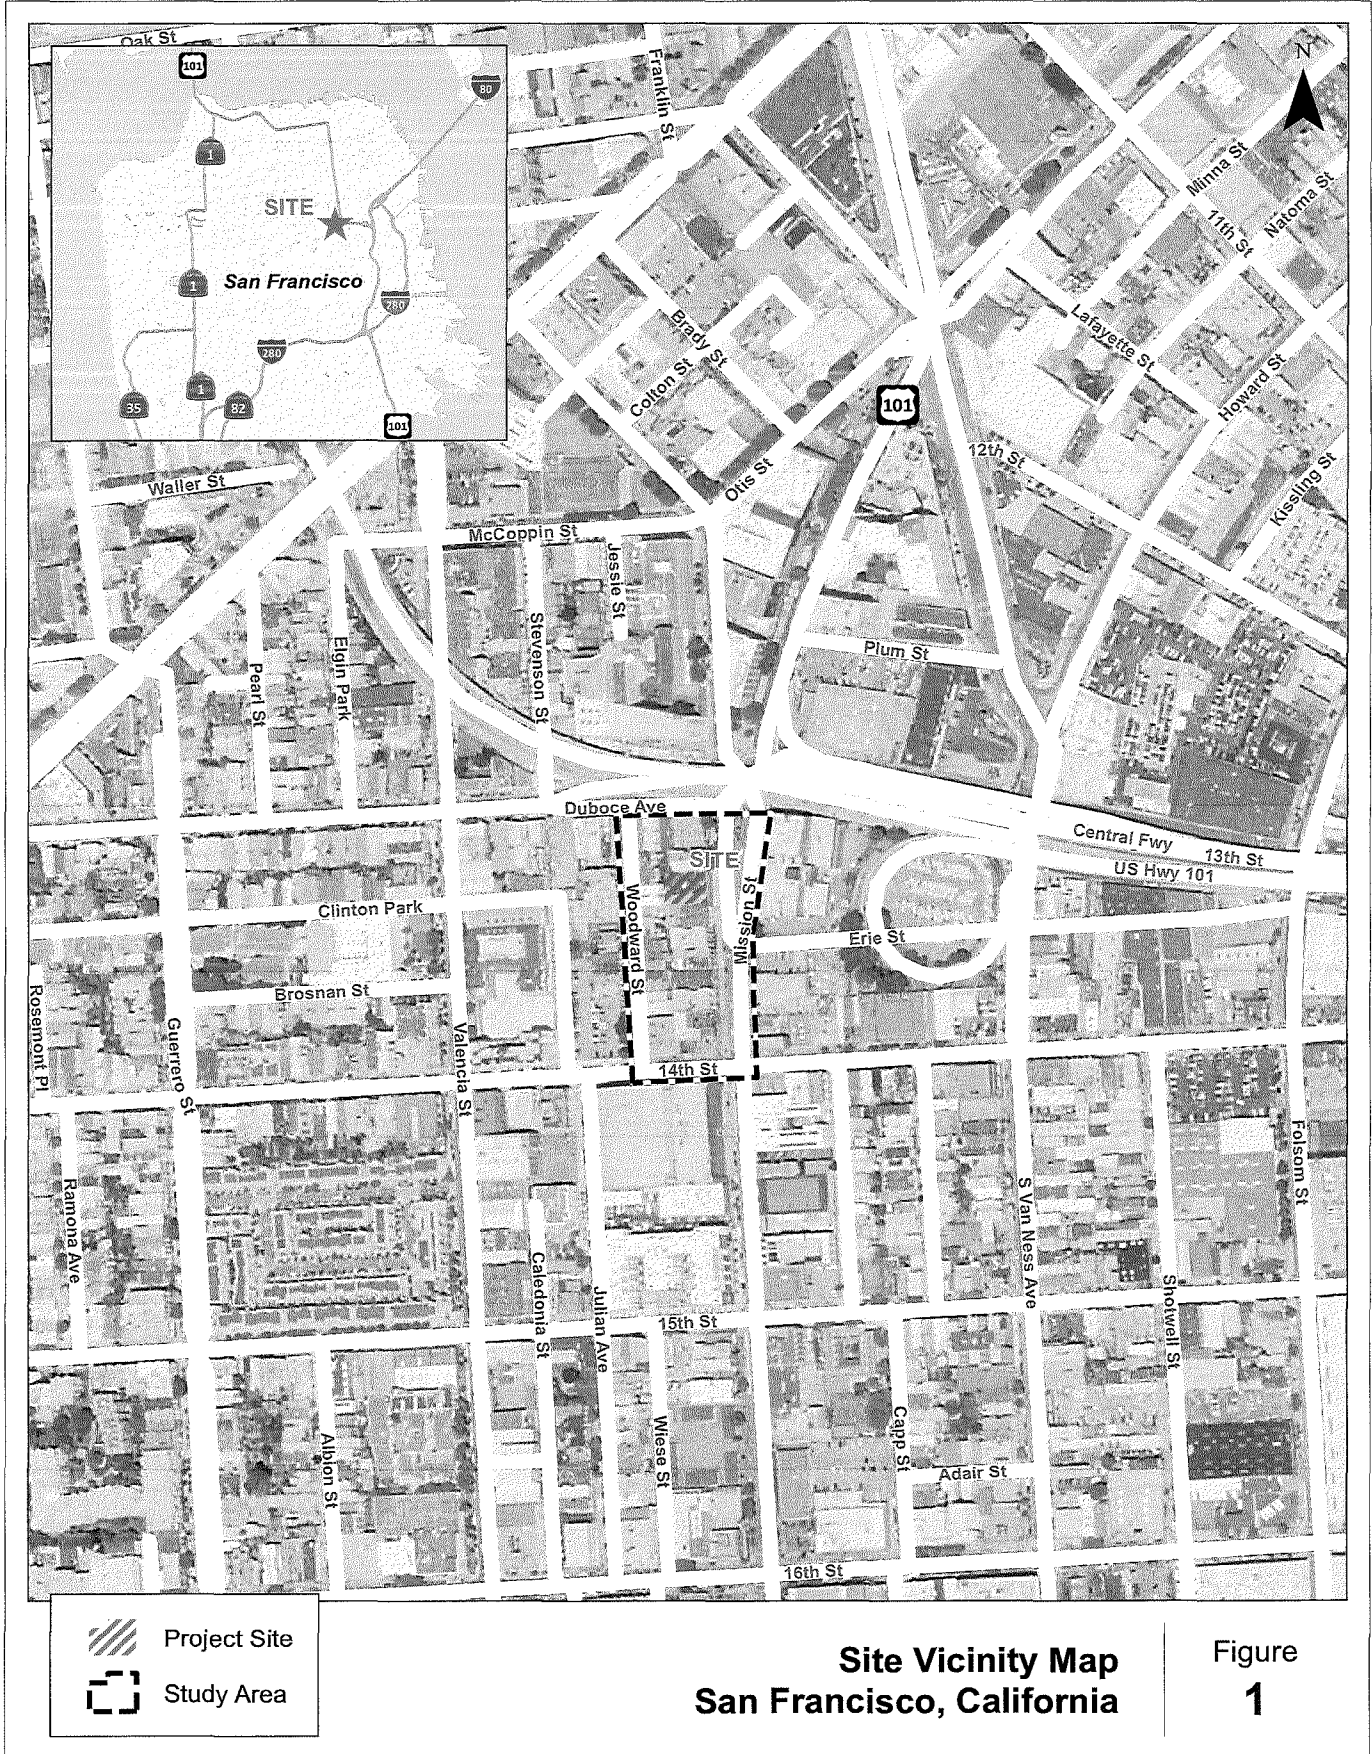 Oak St
Franklin St
N
101
80
1
SITE
San Francisco
1
280
280
1
35
82
101
Minna St
11th St
Natoma St
Lafayette St
Howard St
Brady St
Colton St
101
Otis St
12th St
Kissling St
Waller St
McCoppin St
Jessie St
Stevenson St
Elgin Park
Pearl St
Plum St
Duboce Ave
Central Fwy
13th St
US Hwy 101
SITE
Clinton Park
Woodward St
Mission St
Erie St
Brosnan St
Rosemont Pl
Guerrero St
Valencia St
14th St
Ramona Ave
Folsom St
S Van Ness Ave
Caledonia St
Julian Ave
Shotwell St
15th St
Albion St
Wiese St
Capp St
Adair St
16th St
Project Site
Study Area
Site Vicinity Map
San Francisco, California
Figure
1